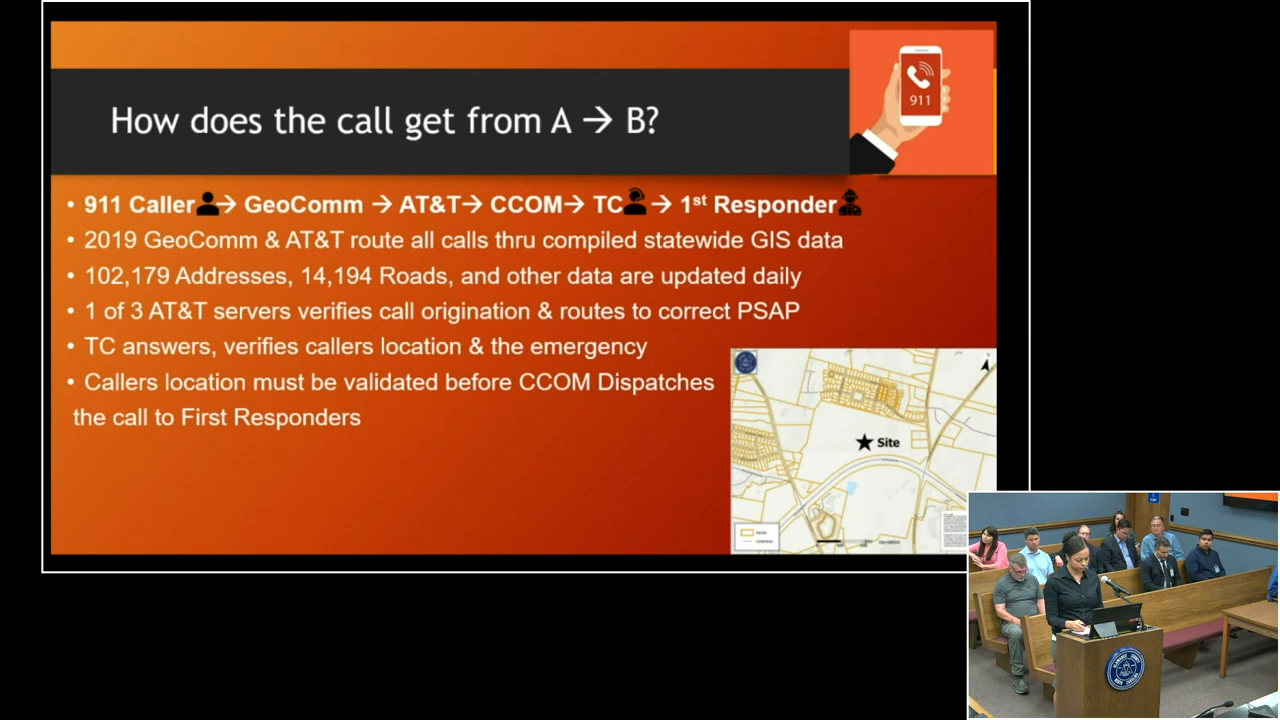 How does the call get from A → B?
911
• 911 Caller → GeoComm → AT&T→ CCOM→ TC → 1st Responder
• 2019 GeoComm & AT&T route all calls thru compiled statewide GIS data
• 102,179 Addresses, 14,194 Roads, and other data are updated daily
• 1 of 3 AT&T servers verifies call origination & routes to correct PSAP
• TC answers, verifies callers location & the emergency
• Callers location must be validated before CCOM Dispatches
the call to First Responders
Site